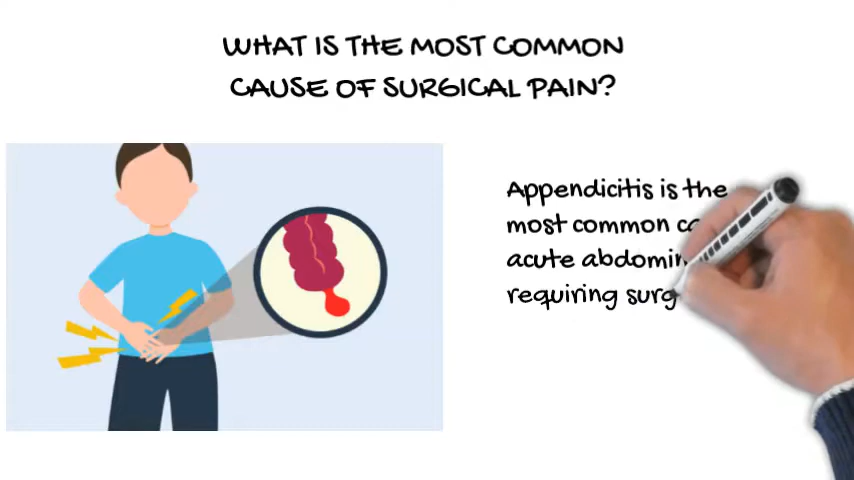 WHAT IS THE MOST COMMON
CAUSE OF SURGICAL PAIN?
Appendicitis is the
most common
acute
requiring